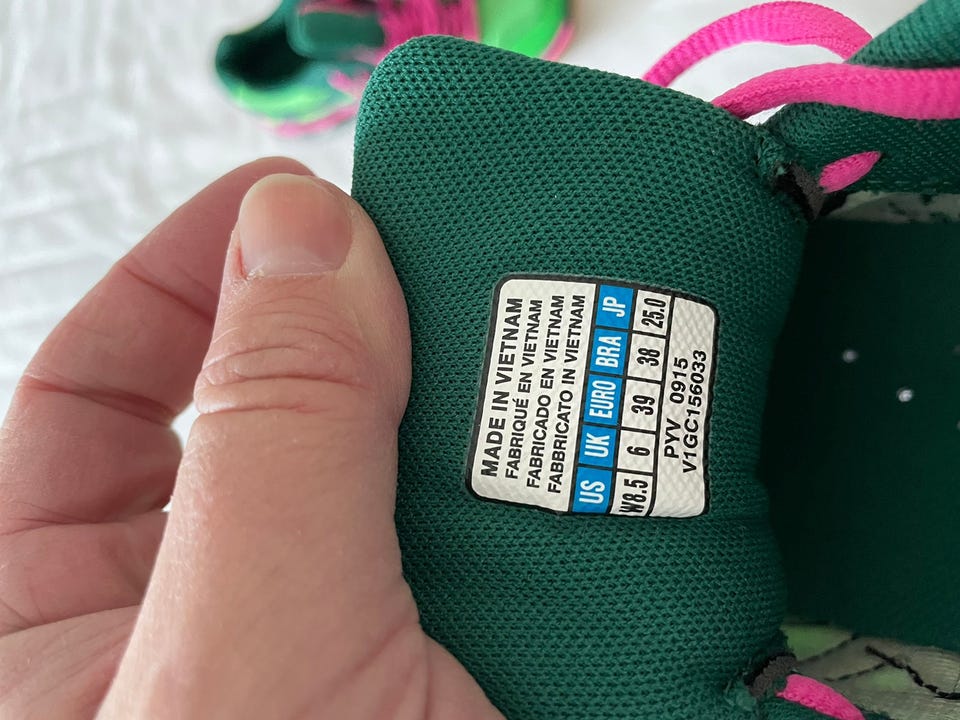 MADE IN VIETNAM
FABRIQUÉ EN VIETNAM
FABRICADO EN VIETNAM
FABBRICATO IN VIETNAM
US UK EURO BRA JP
W8.5 6 39 38 25.0
PYV 0915
V1GC156033